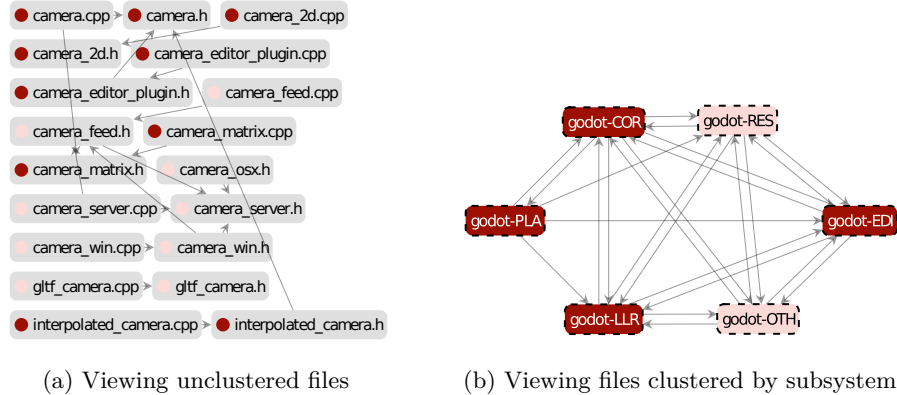 camera.cpp camera.h camera_2d.cpp
camera_2d.h camera_editor_plugin.cpp
camera_editor_plugin.h camera_feed.cpp
camera_feed.h camera_matrix.cpp
camera_matrix.h camera_osx.h
camera_server.cpp camera_server.h
camera_win.cpp camera_win.h
gltf_camera.cpp gltf_camera.h
interpolated_camera.cpp interpolated_camera.h
(a) Viewing unclustered files
godot-COR godot-RES
godot-PLA godot-EDI
godot-LLR godot-OTH
(b) Viewing files clustered by subsystem